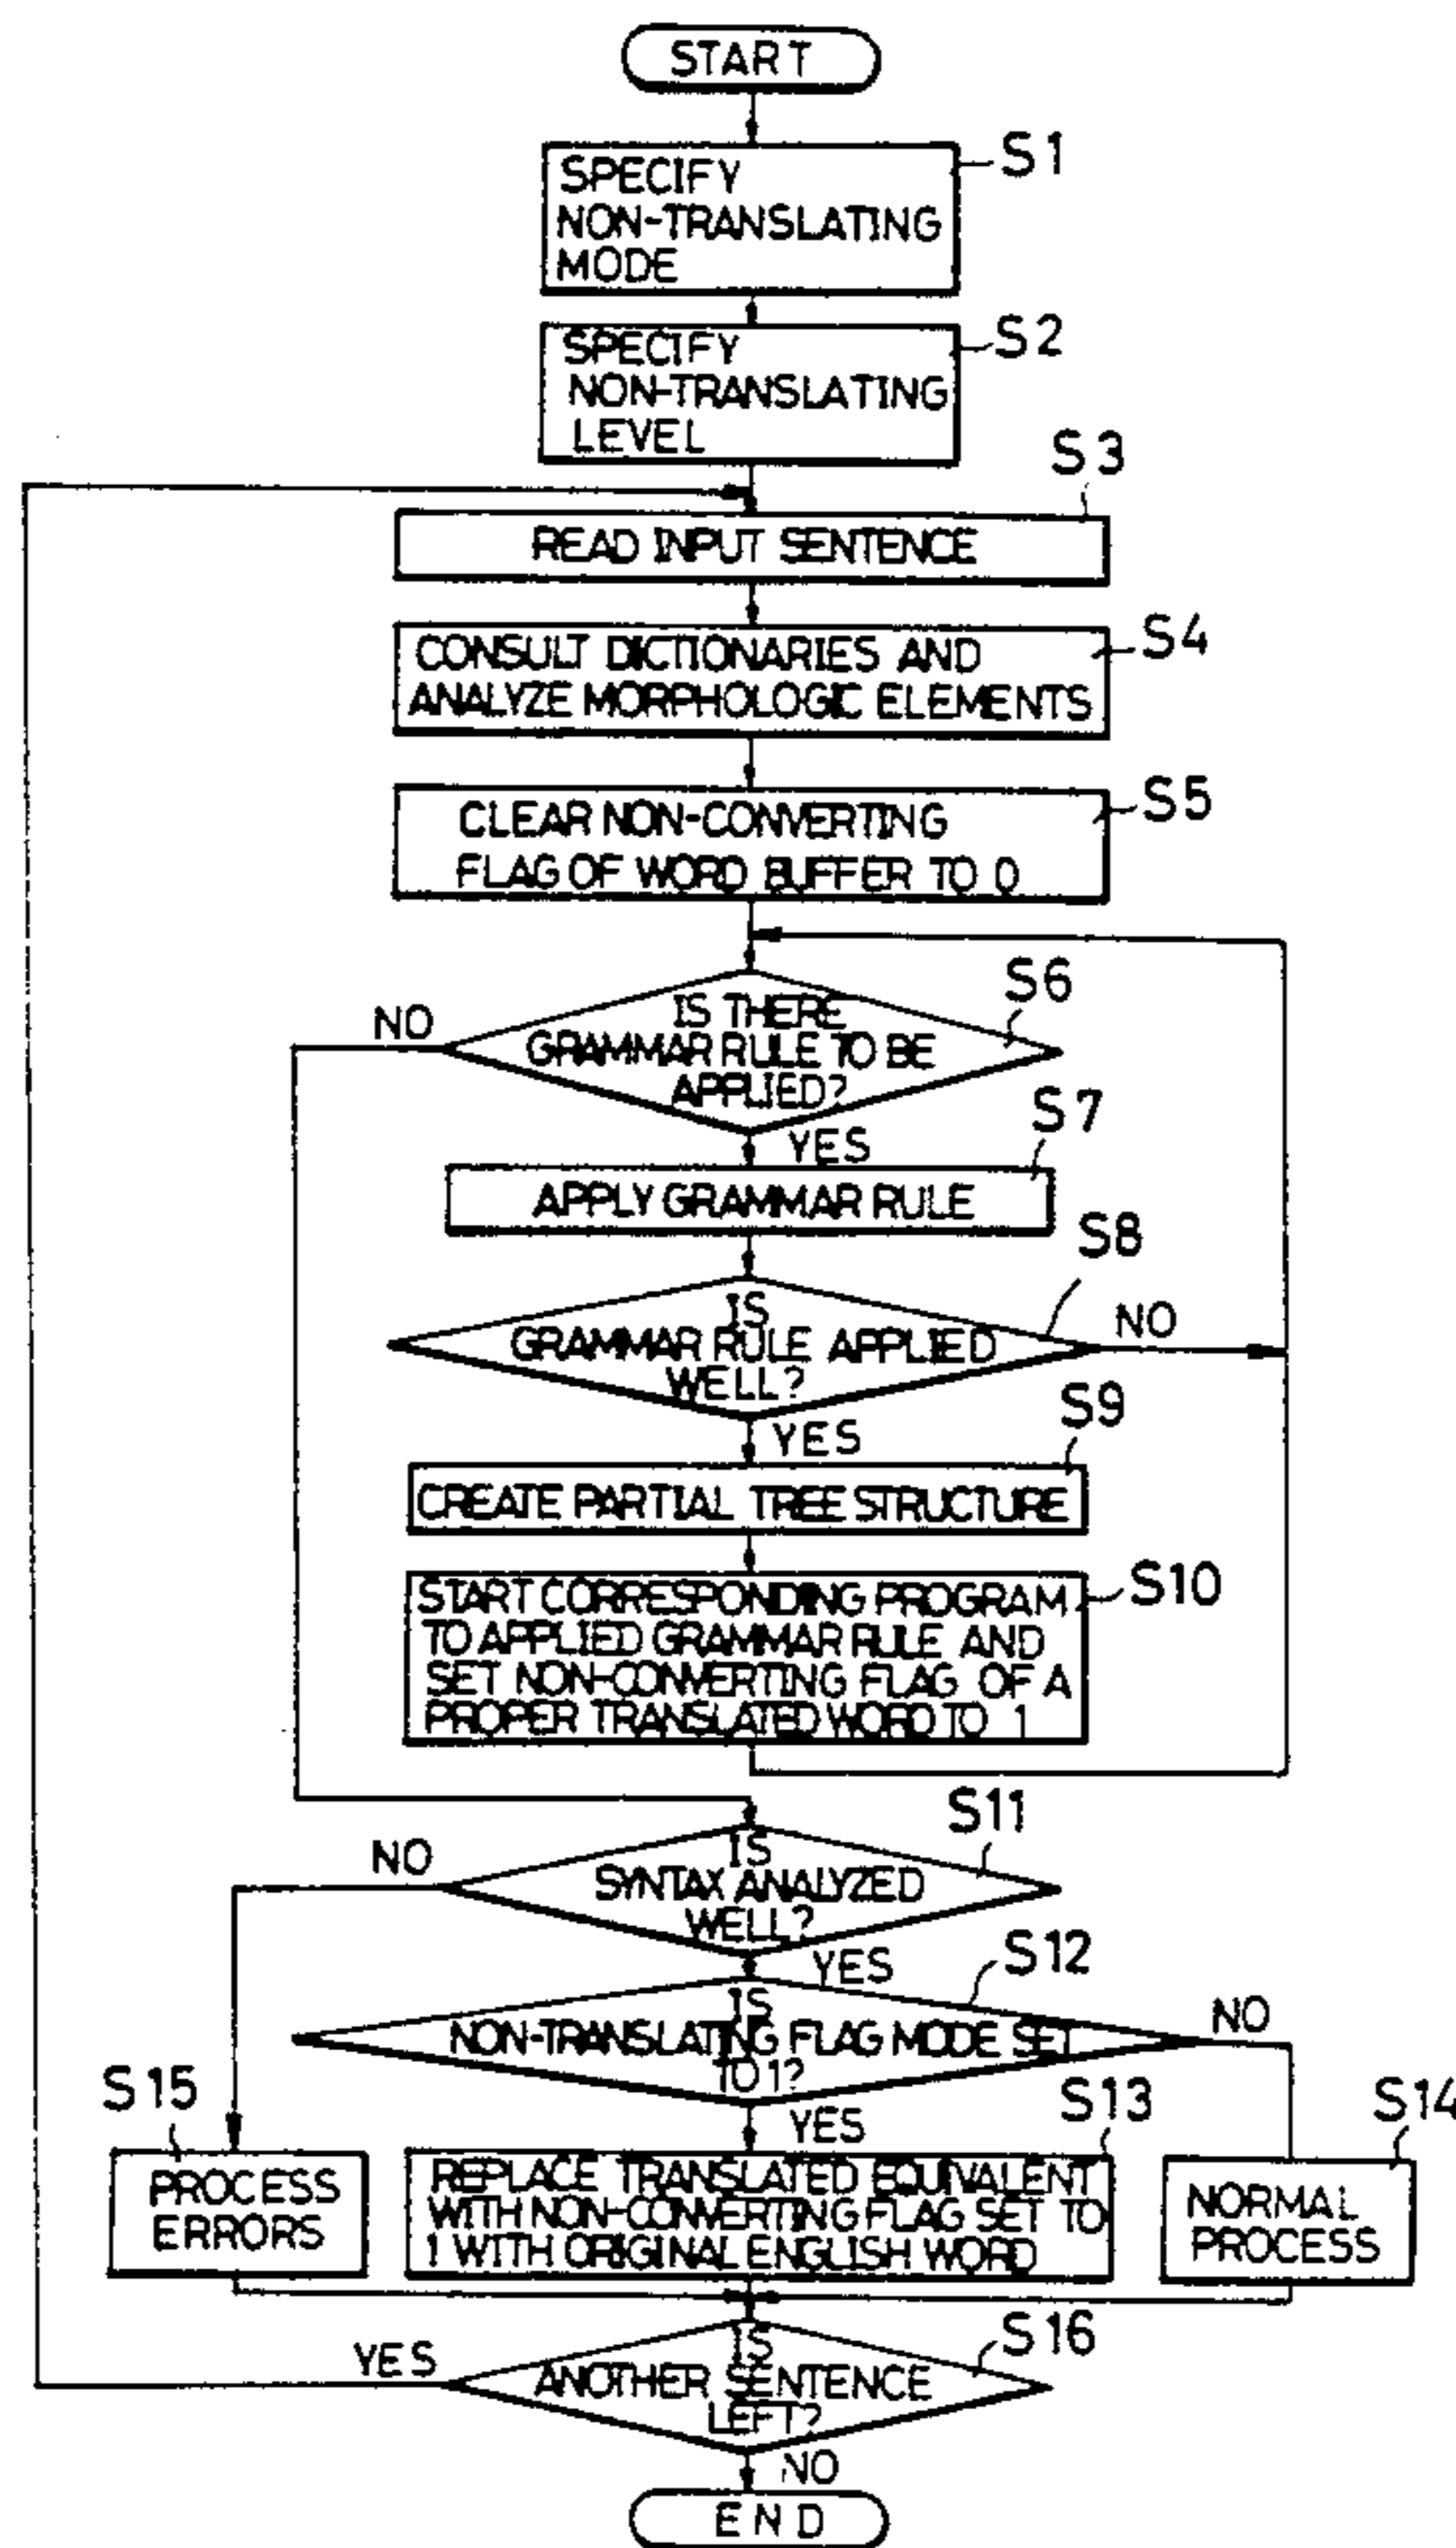 START
S1
SPECIFY
NON-TRANSLATING
MODE
S2
SPECIFY
NON-TRANSLATING
LEVEL
S3
READ INPUT SENTENCE
S4
CONSULT DICTIONARIES AND
ANALYZE MORPHOLOGIC ELEMENTS
S5
CLEAR NON-CONVERTING
FLAG OF WORD BUFFER TO 0
S6
NO
IS THERE
GRAMMAR RULE TO BE
APPLIED?
S7
YES
APPLY GRAMMAR RULE
S8
IS
GRAMMAR RULE APPLIED
WELL?
NO
S9
YES
CREATE PARTIAL TREE STRUCTURE
S10
START CORRESPONDING PROGRAM
TO APPLIED GRAMMAR RULE AND
SET NON-CONVERTING FLAG OF A
PROPER TRANSLATED WORD TO 1
S11
NO
IS
SYNTAX ANALYZED
WELL?
S12
YES
IS
NON-TRANSLATING FLAG MODE SET
TO 1?
NO
S15
YES
S13
S14
PROCESS
ERRORS
REPLACE TRANSLATED EQUIVALENT
WITH NON-CONVERTING FLAG SET TO
1 WITH ORIGINAL ENGLISH WORD
NORMAL
PROCESS
S16
YES
IS
ANOTHER SENTENCE
LEFT?
NO
END